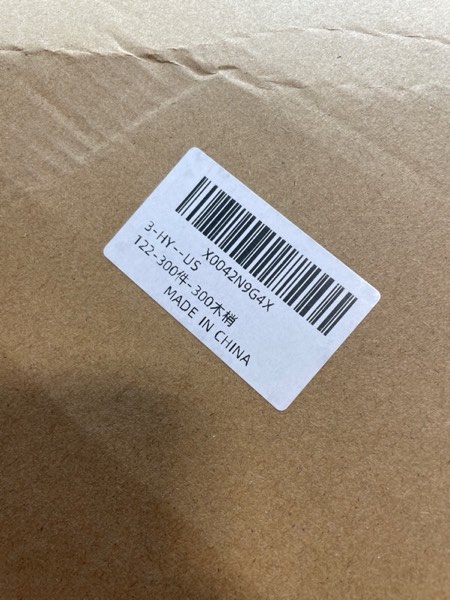 X0042N9G4X
3-HY--US
122-300件-300木梢
MADE IN CHINA